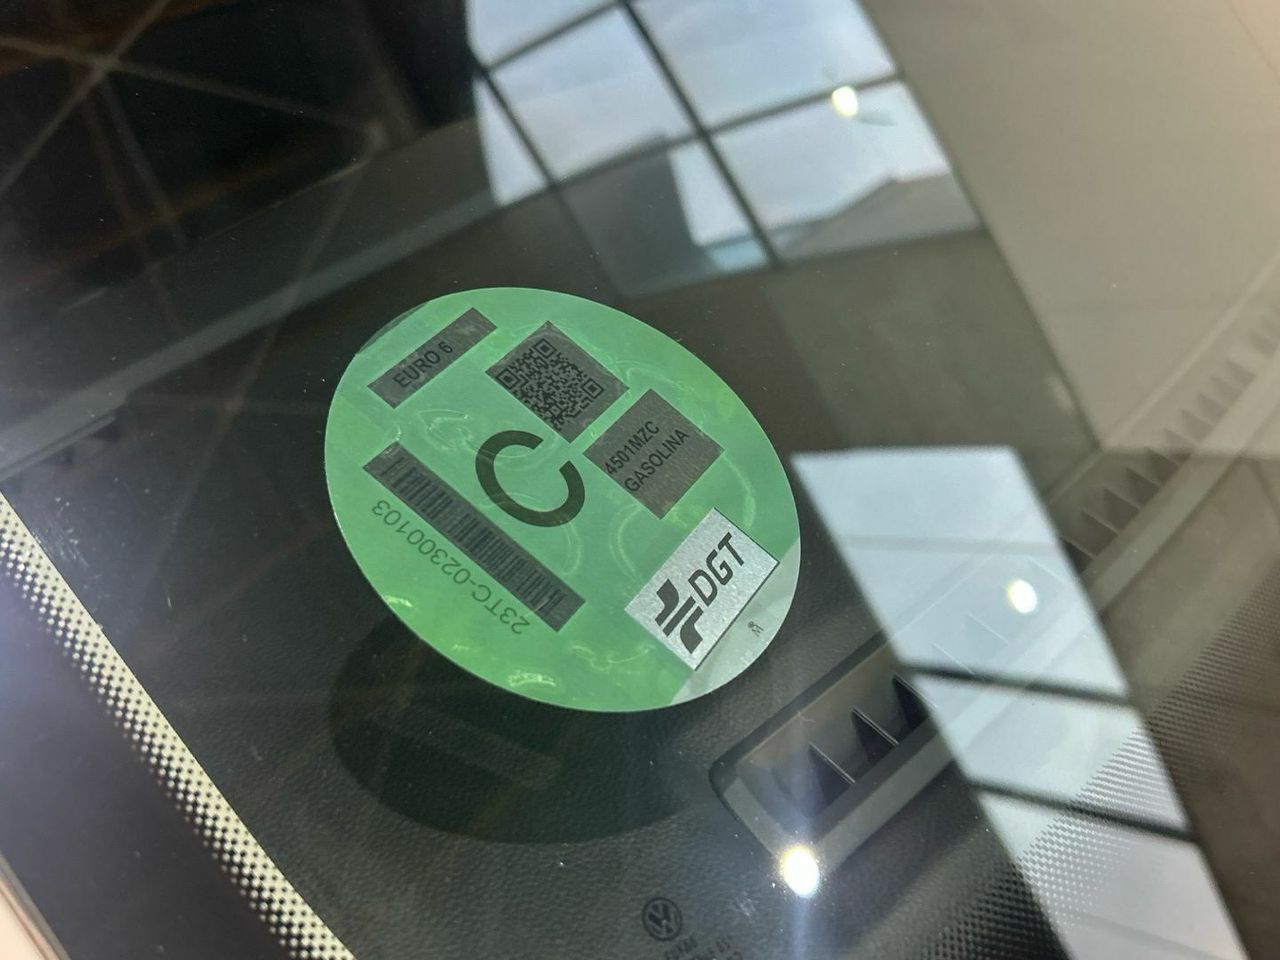 EURO 6
C
4501MZC
GASOLINA
23TC-02300103
DGT
M